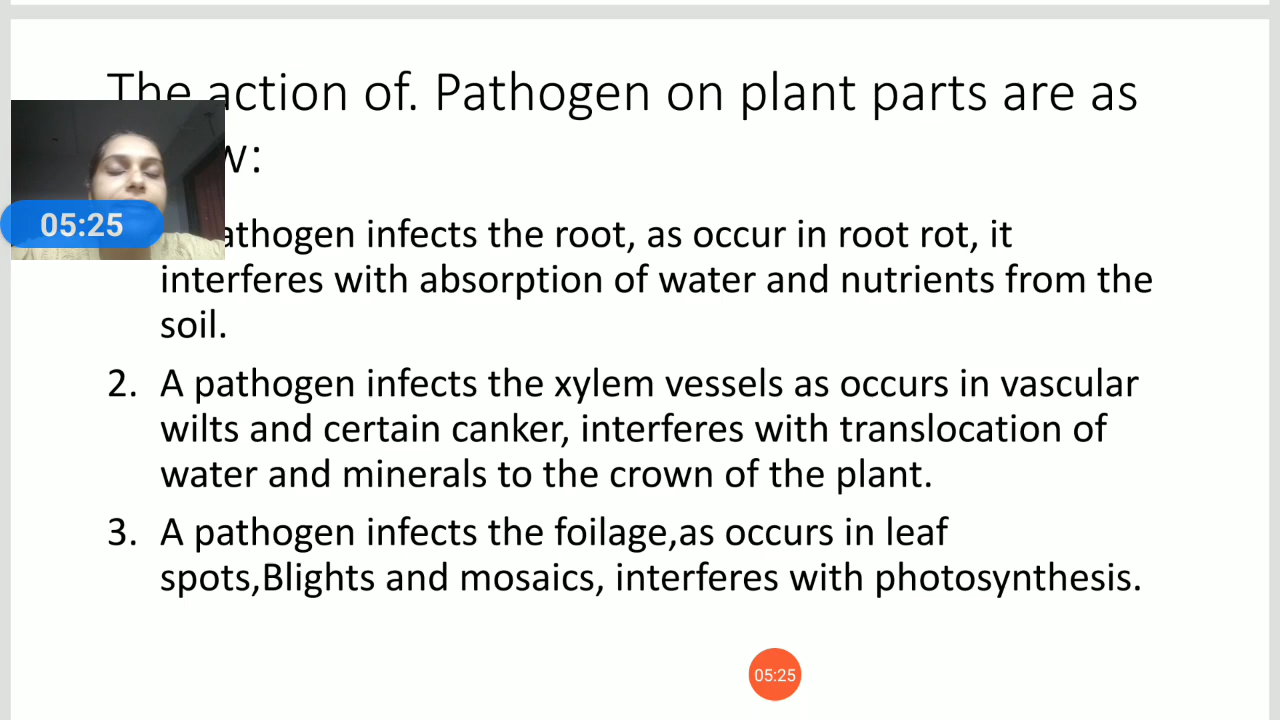 The action of. Pathogen on plant parts are as
w:
05:25
athogen infects the root, as occur in root rot, it
interferes with absorption of water and nutrients from the
soil.
2. A pathogen infects the xylem vessels as occurs in vascular
wilts and certain canker, interferes with translocation of
water and minerals to the crown of the plant.
3. A pathogen infects the foilage,as occurs in leaf
spots,Blights and mosaics, interferes with photosynthesis.
05:25